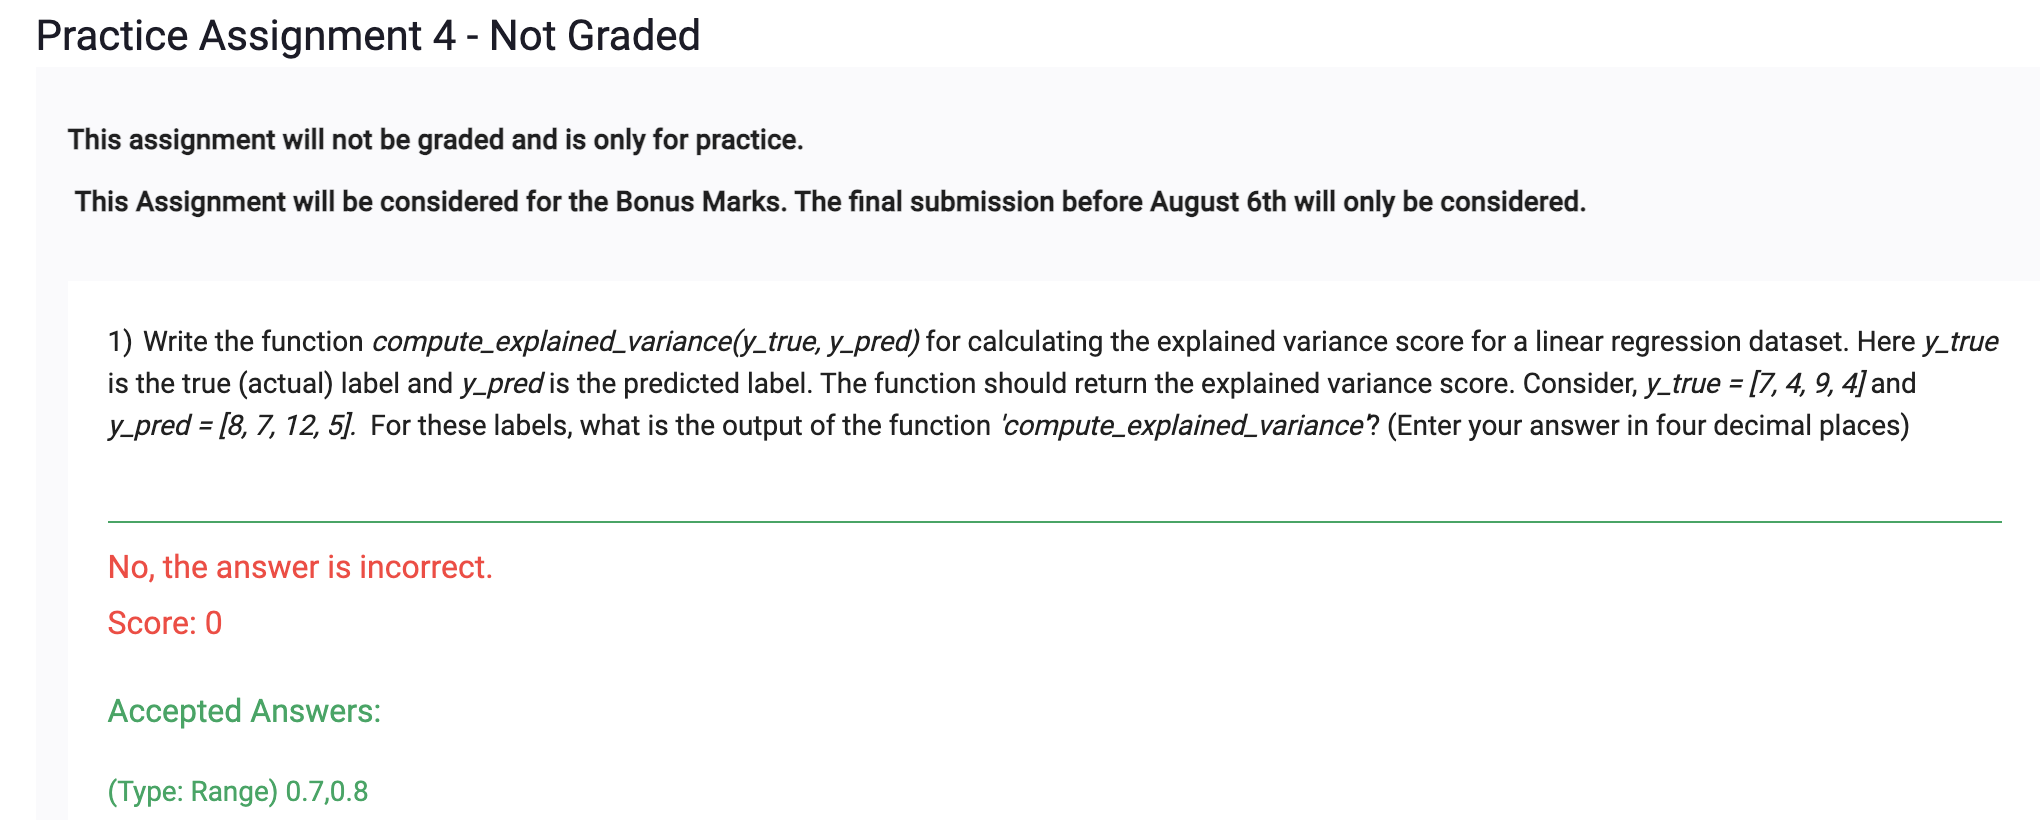 Practice Assignment 4 - Not Graded
This assignment will not be graded and is only for practice.
This Assignment will be considered for the Bonus Marks. The final submission before August 6th will only be considered.
1) Write the function compute_explained_variance(y_true, y_pred) for calculating the explained variance score for a linear regression dataset. Here y_true
is the true (actual) label and y_pred is the predicted label. The function should return the explained variance score. Consider, y_true = [7, 4, 9, 4] and
y_pred = [8, 7, 12, 5]. For these labels, what is the output of the function 'compute_explained_variance'? (Enter your answer in four decimal places)
No, the answer is incorrect.
Score: 0
Accepted Answers:
(Type: Range) 0.7,0.8